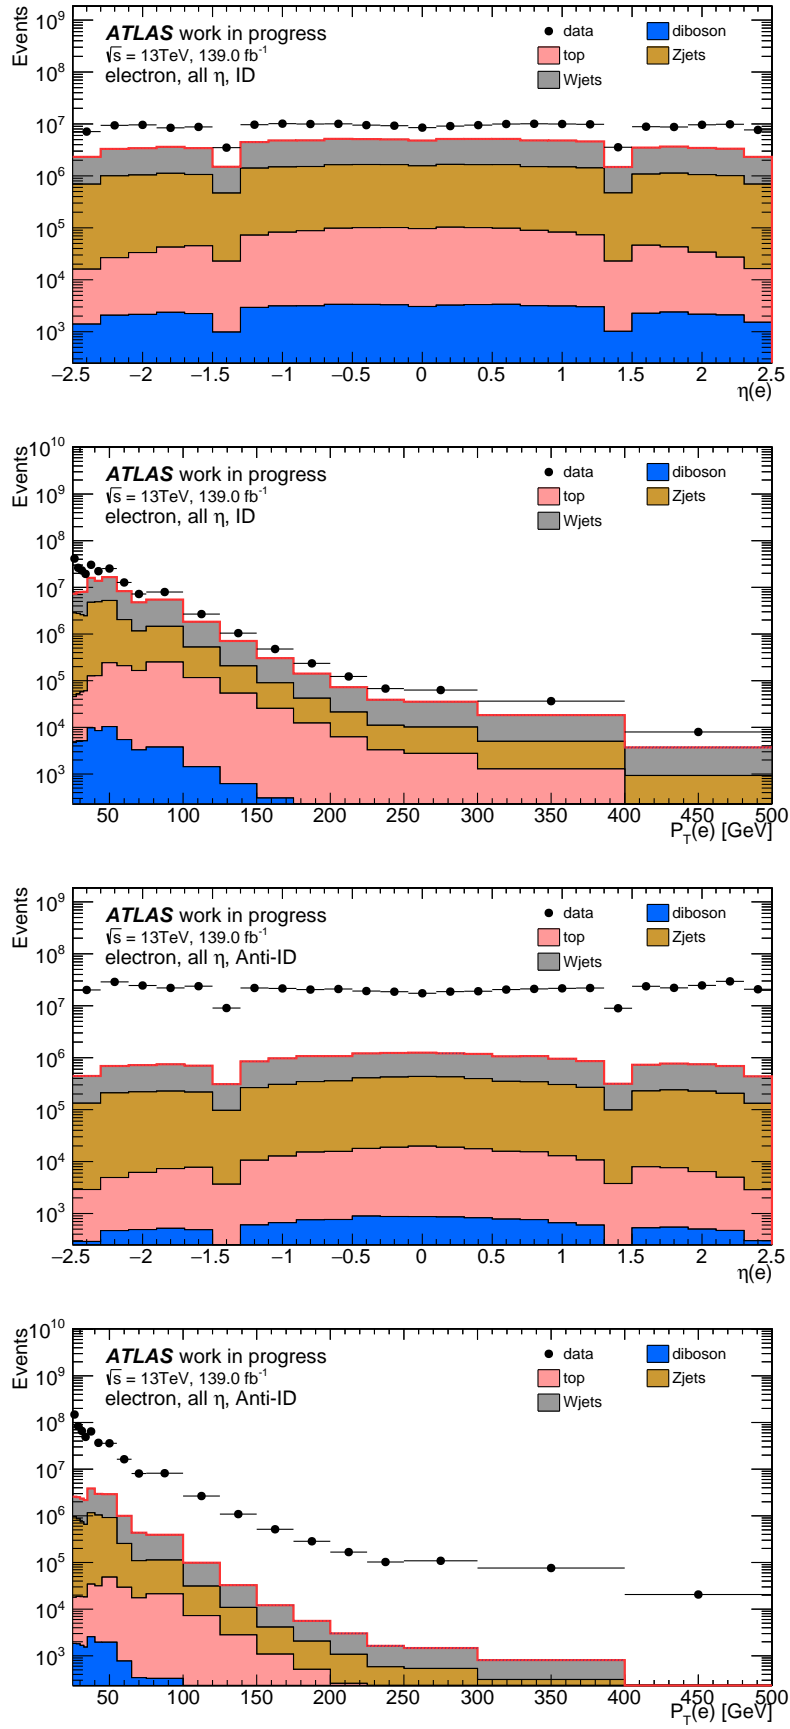 Events
10⁹
10⁸
10⁷
10⁶
10⁵
10⁴
10³
ATLAS work in progress
√s = 13TeV, 139.0 fb⁻¹
electron, all η, ID
data
diboson
top
Zjets
Wjets
−2.5 −2 −1.5 −1 −0.5 0 0.5 1 1.5 2 2.5
η(e)
Events
10¹⁰
10⁹
10⁸
10⁷
10⁶
10⁵
10⁴
10³
ATLAS work in progress
√s = 13TeV, 139.0 fb⁻¹
electron, all η, ID
data
diboson
top
Zjets
Wjets
50 100 150 200 250 300 350 400 450 500
P_T(e) [GeV]
Events
10⁹
10⁸
10⁷
10⁶
10⁵
10⁴
10³
ATLAS work in progress
√s = 13TeV, 139.0 fb⁻¹
electron, all η, Anti-ID
data
diboson
top
Zjets
Wjets
−2.5 −2 −1.5 −1 −0.5 0 0.5 1 1.5 2 2.5
η(e)
Events
10¹⁰
10⁹
10⁸
10⁷
10⁶
10⁵
10⁴
10³
ATLAS work in progress
√s = 13TeV, 139.0 fb⁻¹
electron, all η, Anti-ID
data
diboson
top
Zjets
Wjets
50 100 150 200 250 300 350 400 450 500
P_T(e) [GeV]